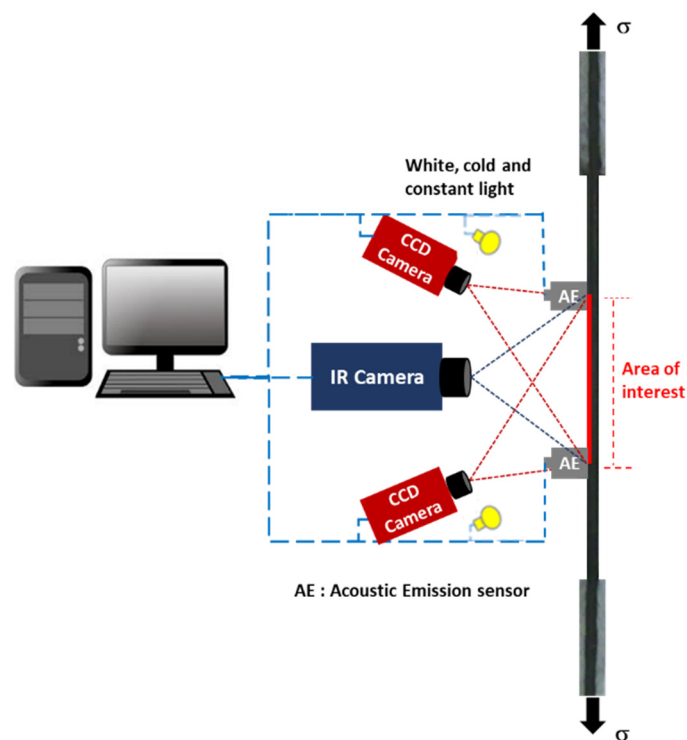 σ
White, cold and
constant light
CCD
Camera
AE
IR Camera
Area of
interest
AE
CCD
Camera
AE : Acoustic Emission sensor
σ